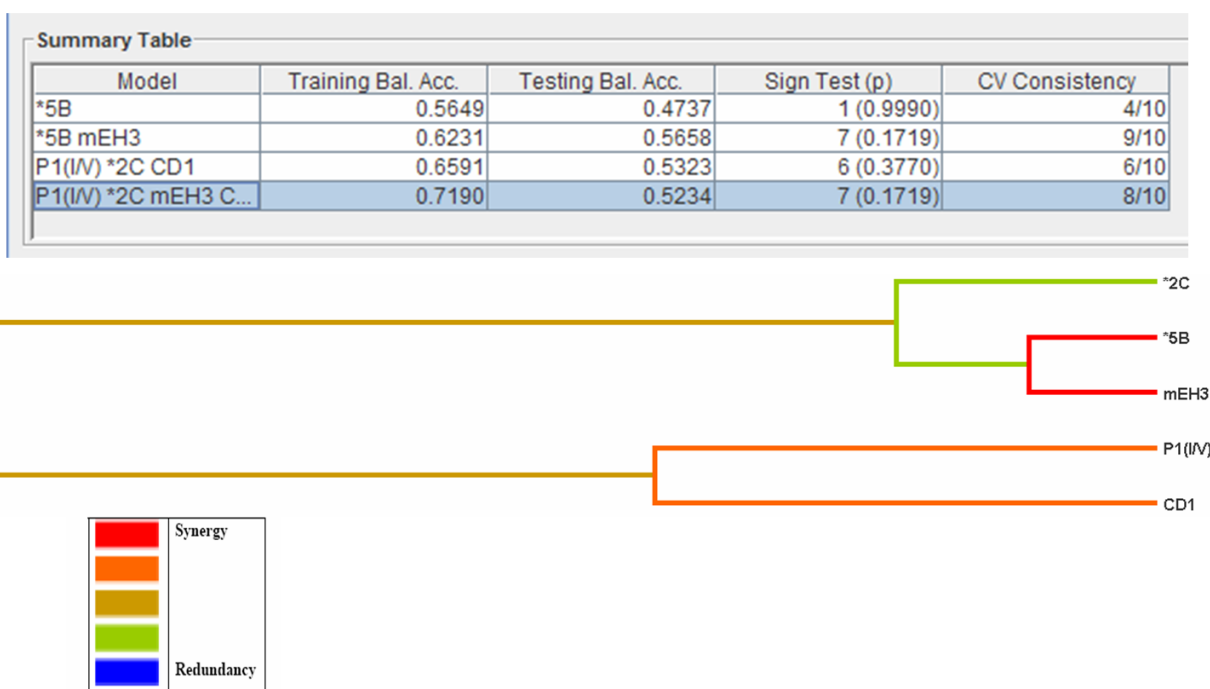 Summary Table
Model Training Bal. Acc. Testing Bal. Acc. Sign Test (p) CV Consistency
*5B 0.5649 0.4737 1 (0.9990) 4/10
*5B mEH3 0.6231 0.5658 7 (0.1719) 9/10
P1(I/V) *2C CD1 0.6591 0.5323 6 (0.3770) 6/10
P1(I/V) *2C mEH3 C... 0.7190 0.5234 7 (0.1719) 8/10
*2C
*5B
mEH3
P1(I/V)
CD1
Synergy
Redundancy